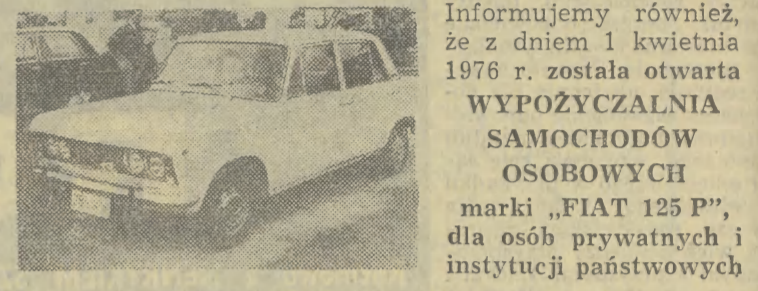 Informujemy również,
że z dniem 1 kwietnia
1976 r. została otwarta
WYPOŻYCZALNIA
SAMOCHODÓW
OSOBOWYCH
marki „FIAT 125 P”,
dla osób prywatnych i
instytucji państwowych